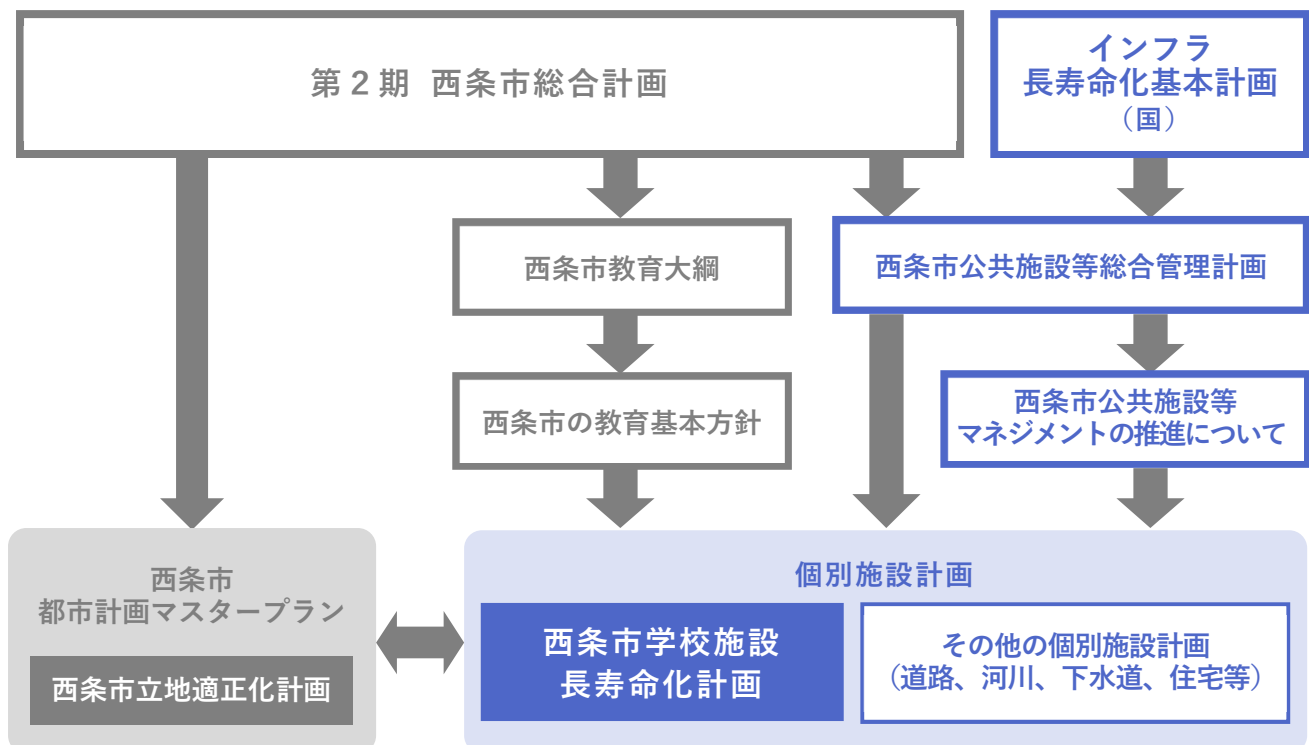 第２期 西条市総合計画
インフラ
長寿命化基本計画
（国）
西条市教育大綱
西条市公共施設等総合管理計画
西条市の教育基本方針
西条市公共施設等
マネジメントの推進について
西条市
都市計画マスタープラン
西条市立地適正化計画
個別施設計画
西条市学校施設
長寿命化計画
その他の個別施設計画
（道路、河川、下水道、住宅等）